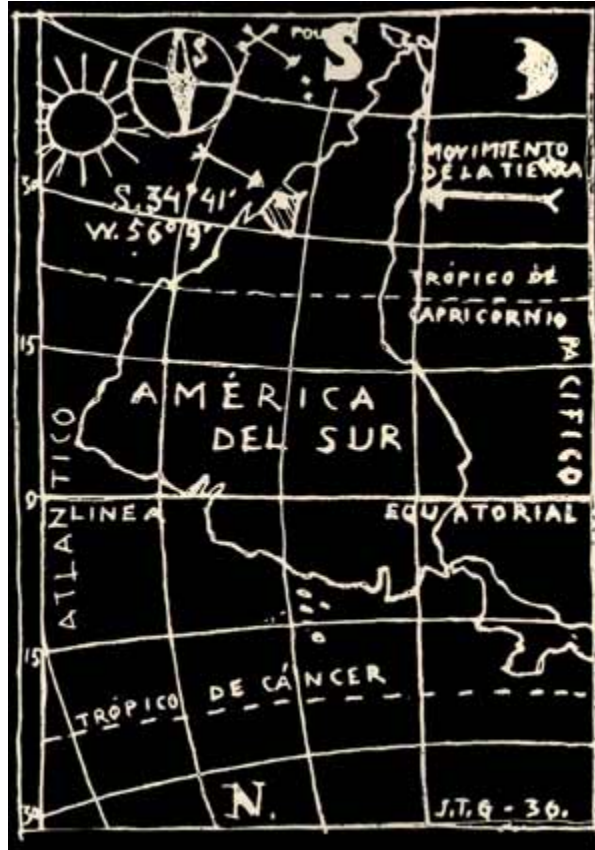 POLO
S
S
MOVIMIENTO
DE LA TIERRA
30
S. 34° 41'
W. 56° 9'
TRÓPICO DE
CAPRICORNIO
15
AMÉRICA
DEL SUR
PACIFICO
ATLANTICO
0
LINEA EQUATORIAL
15
TRÓPICO DE CÁNCER
30
N.
J.T.G - 36.